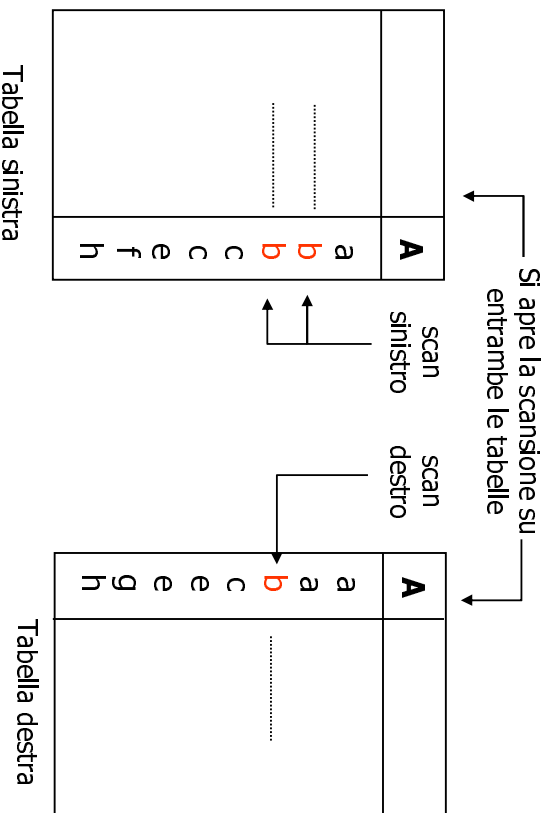 Si apre la scansione su
entrambe le tabelle
A
a
b
b
c
c
e
f
h
Tabella sinistra
scan
sinistro
scan
destro
A
a
a
b
c
e
e
g
h
Tabella destra